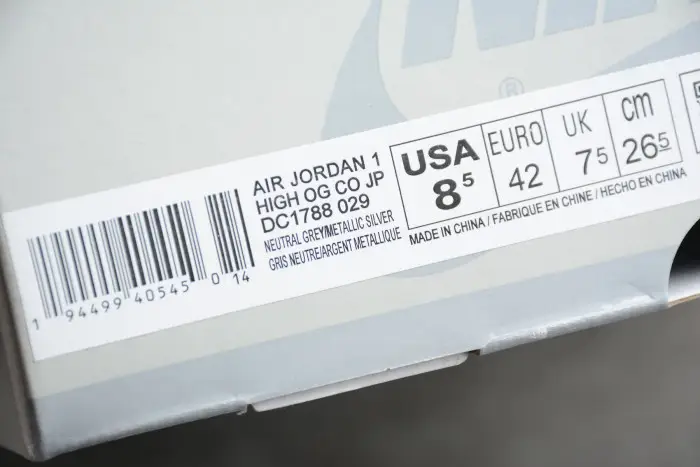 AIR JORDAN 1
HIGH OG CO JP
DC1788 029
NEUTRAL GREY/METALLIC SILVER
GRIS NEUTRE/ARGENT METALLIQUE
1 94499 40545 0 14
USA
8⁵
EURO
42
UK
7⁵
cm
26⁵
MADE IN CHINA / FABRIQUE EN CHINE / HECHO EN CHINA
®